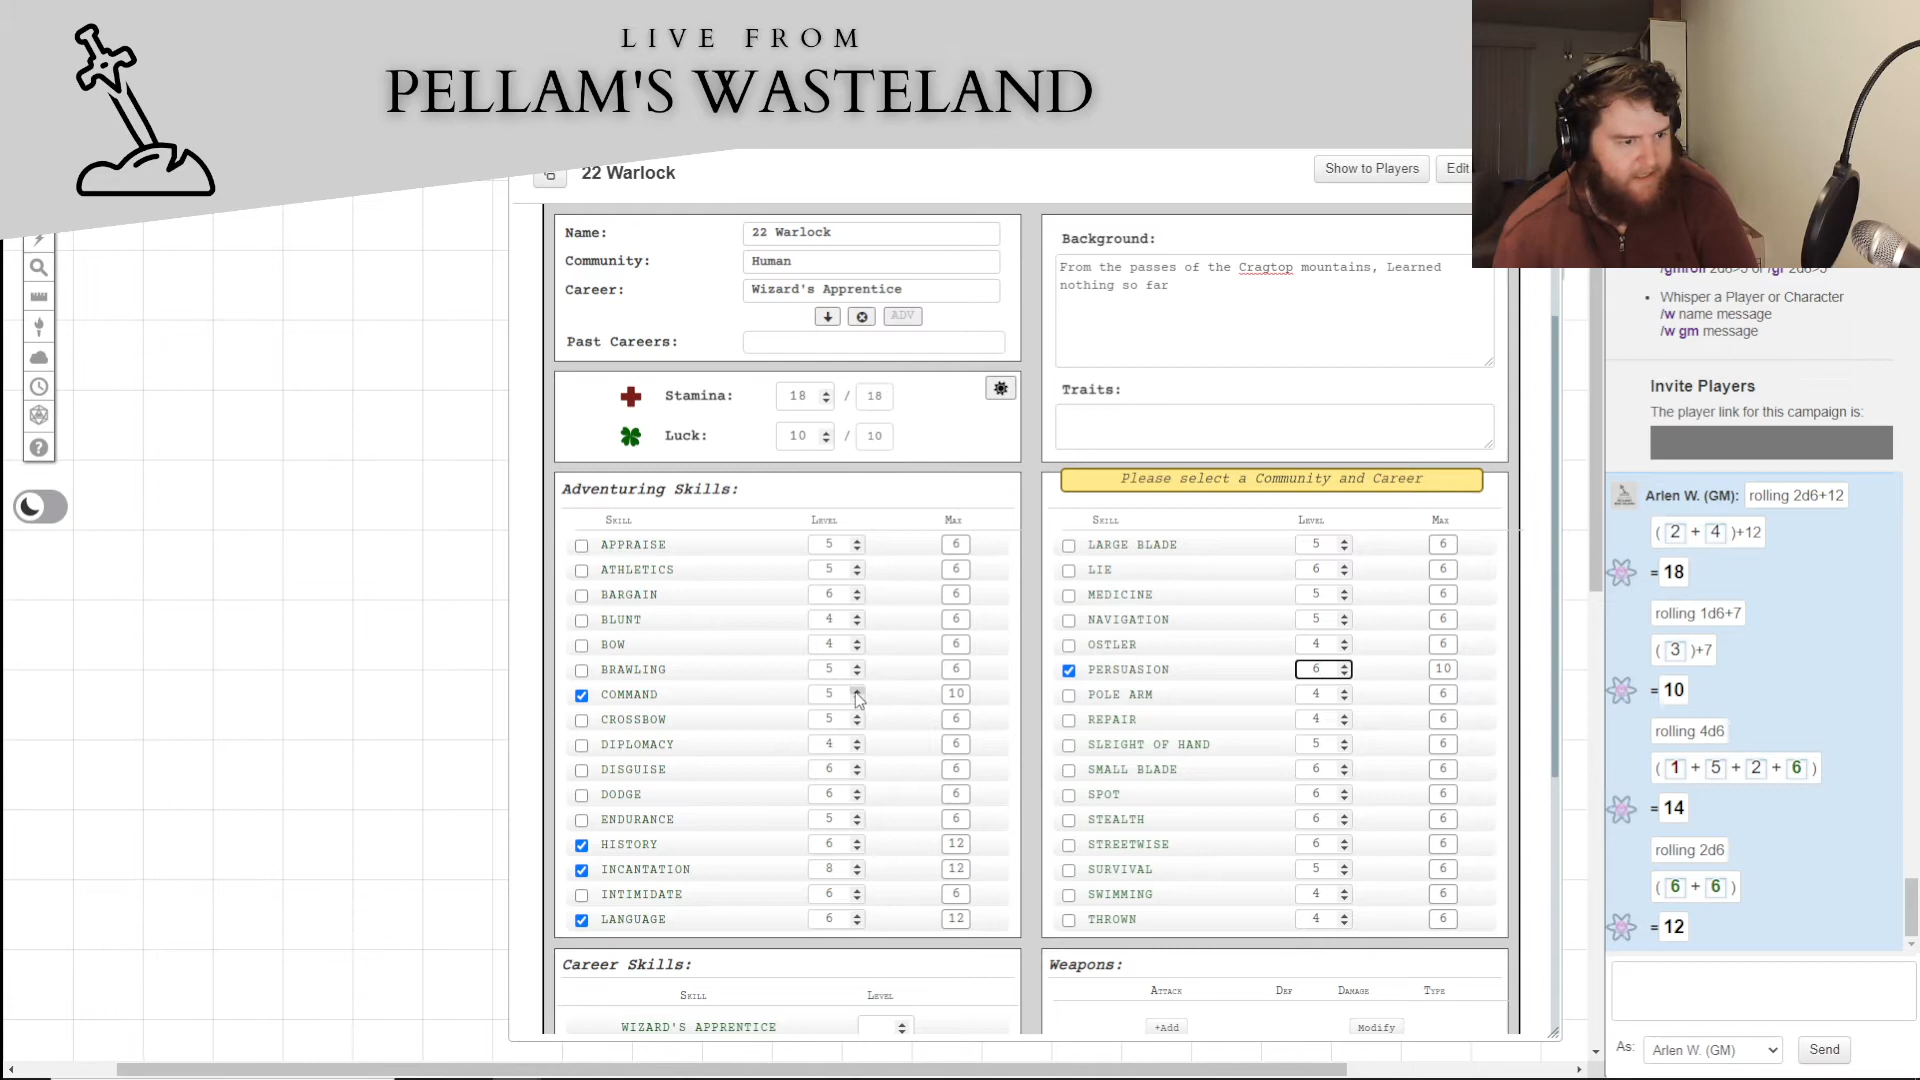 LIVE FROM
PELLAM'S WASTELAND
22 Warlock
Show to Players
Edit
Name:
22 Warlock
Community:
Human
Career:
Wizard's Apprentice
ADV
Past Careers:
Background:
From the passes of the Cragtop mountains, Learned
nothing so far
Traits:
Stamina: 18 / 18
Luck: 10 / 10
Please select a Community and Career
Adventuring Skills:
SKILL LEVEL MAX
APPRAISE 5 6
ATHLETICS 5 6
BARGAIN 6 6
BLUNT 4 6
BOW 4 6
BRAWLING 5 6
COMMAND 5 10
CROSSBOW 5 6
DIPLOMACY 4 6
DISGUISE 6 6
DODGE 6 6
ENDURANCE 5 6
HISTORY 6 12
INCANTATION 8 12
INTIMIDATE 6 6
LANGUAGE 6 12
SKILL LEVEL MAX
LARGE BLADE 5 6
LIE 6 6
MEDICINE 5 6
NAVIGATION 5 6
OSTLER 4 6
PERSUASION 6 10
POLE ARM 4 6
REPAIR 4 6
SLEIGHT OF HAND 5 6
SMALL BLADE 6 6
SPOT 6 6
STEALTH 6 6
STREETWISE 6 6
SURVIVAL 5 6
SWIMMING 4 6
THROWN 4 6
Career Skills:
SKILL LEVEL
WIZARD'S APPRENTICE
Weapons:
ATTACK DEF DAMAGE TYPE
+Add Modify
Whisper a Player or Character
/w name message
/w gm message
Invite Players
The player link for this campaign is:
Arlen W. (GM): rolling 2d6+12
( 2 + 4 )+12
= 18
rolling 1d6+7
( 3 )+7
= 10
rolling 4d6
( 1 + 5 + 2 + 6 )
= 14
rolling 2d6
( 6 + 6 )
= 12
As: Arlen W. (GM) Send